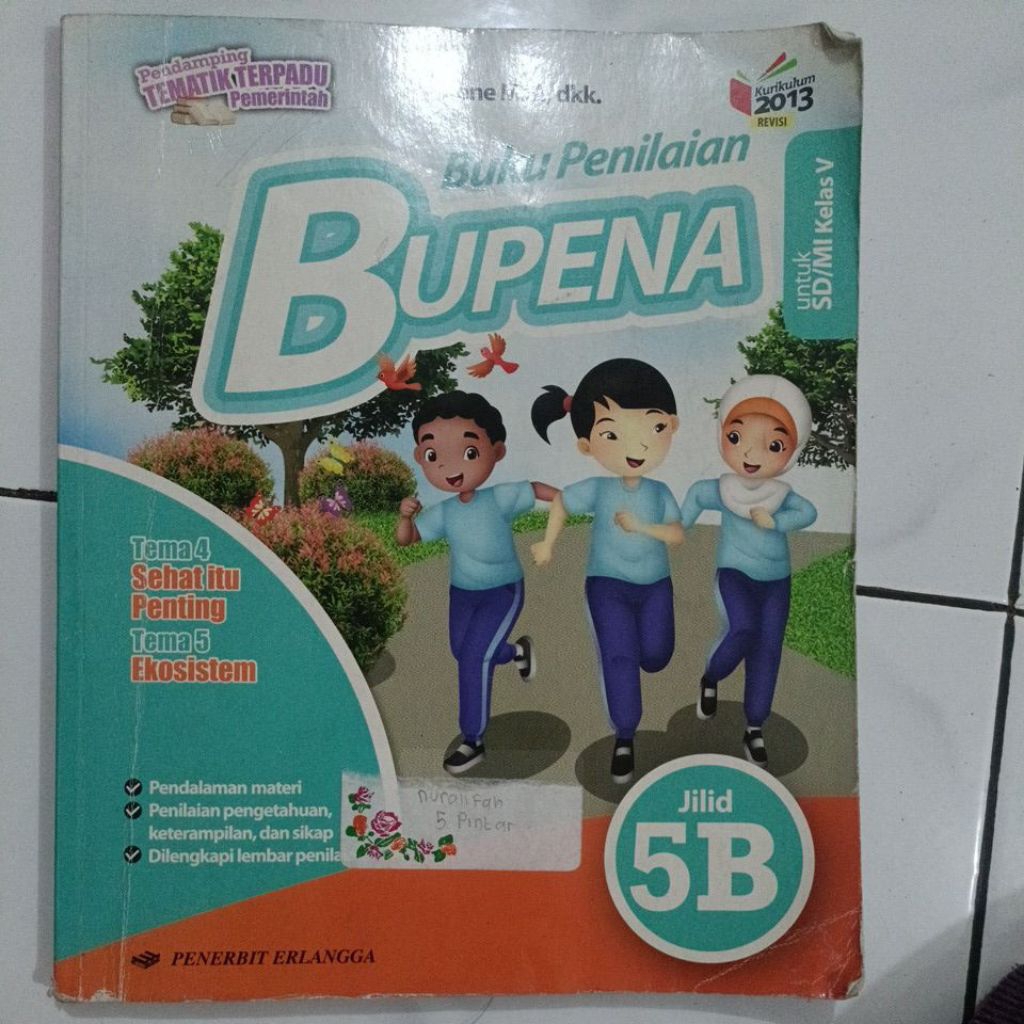 Pendamping
TEMATIK TERPADU
Pemerintah
dkk.
Kurikulum
2013
REVISI
Buku Penilaian
BUPENA
untuk
SD/MI Kelas V
Tema 4
Sehat itu
Penting
Tema 5
Ekosistem
Pendalaman materi
Penilaian pengetahuan,
keterampilan, dan sikap
Dilengkapi lembar penila
nuralifah
5 Pintar
Jilid
5B
PENERBIT ERLANGGA